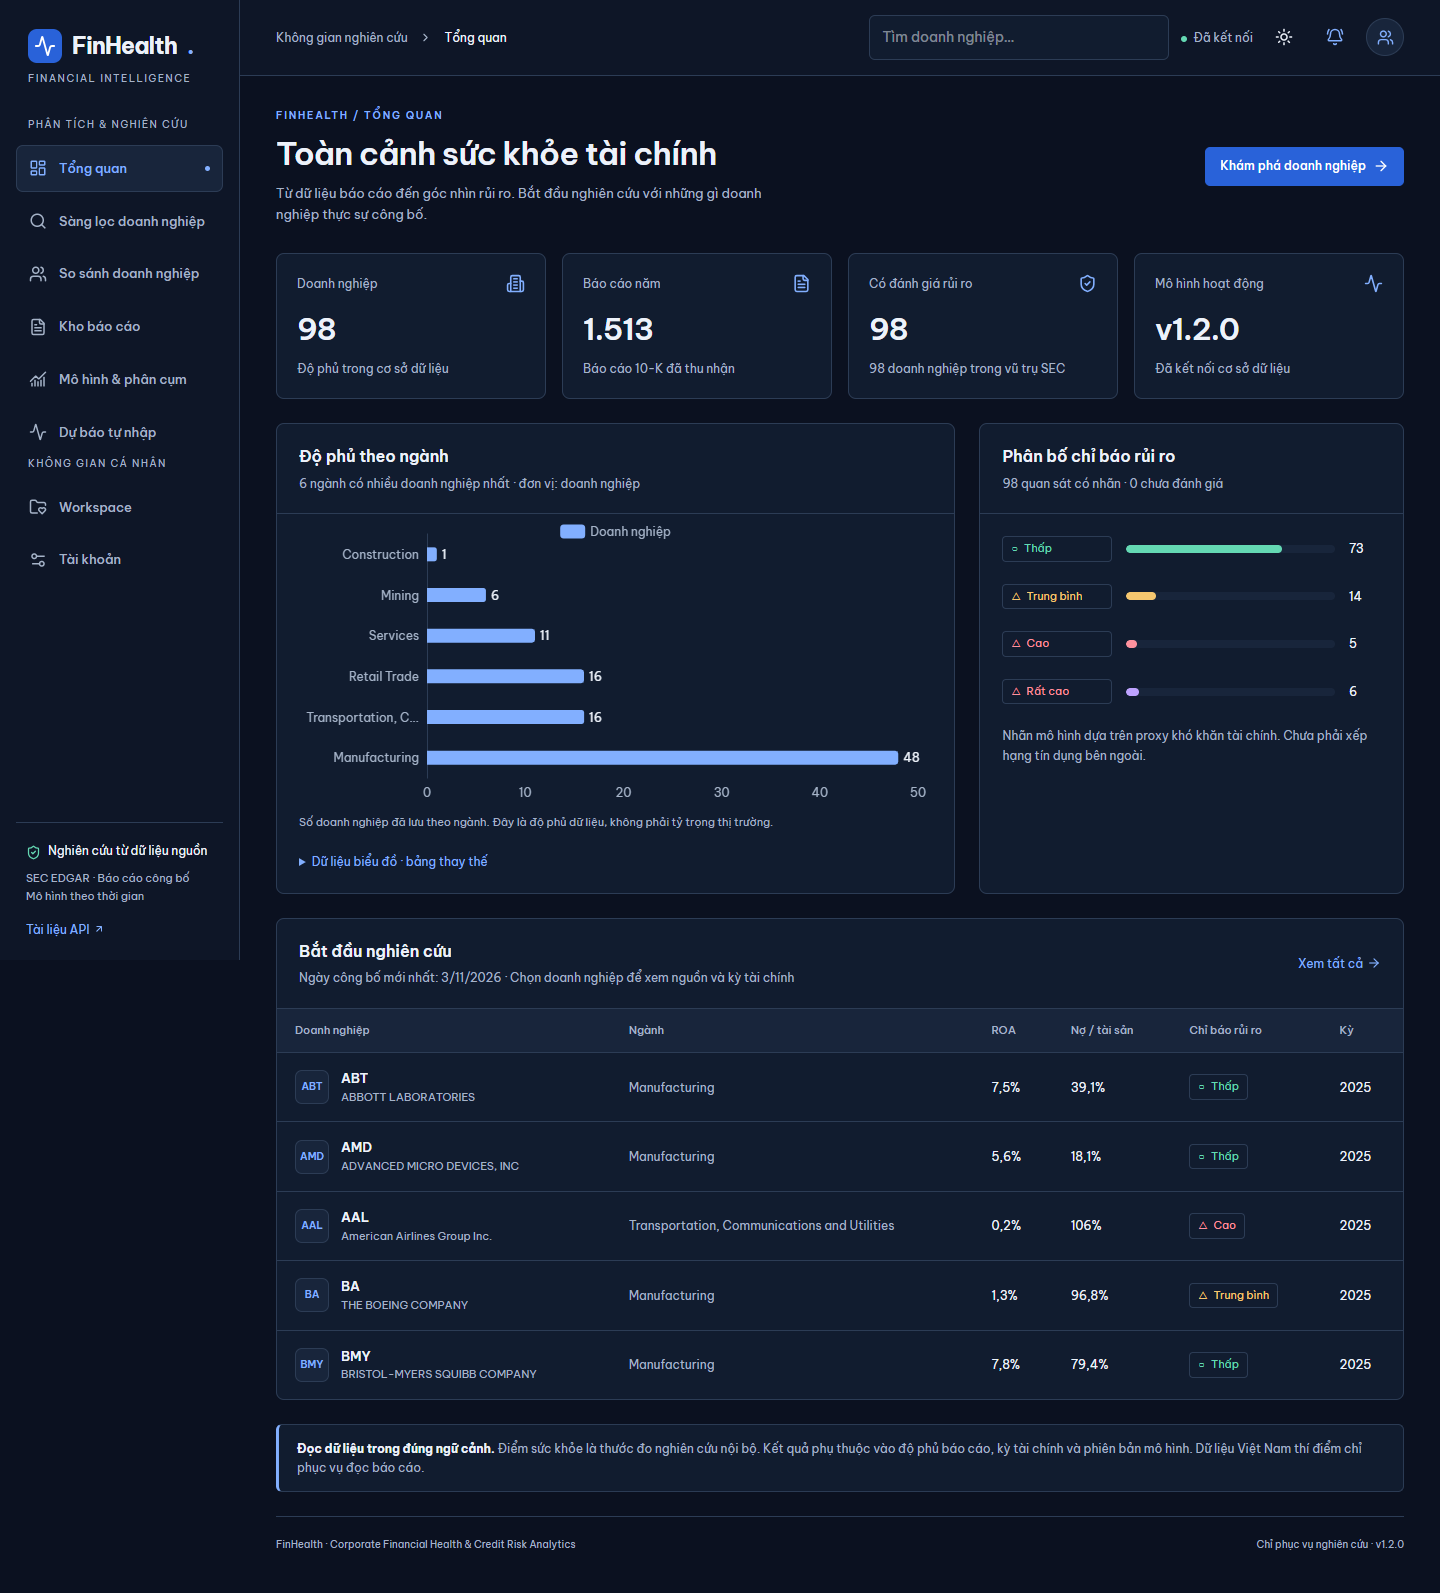 FinHealth .
FINANCIAL INTELLIGENCE
PHÂN TÍCH & NGHIÊN CỨU
Tổng quan
Sàng lọc doanh nghiệp
So sánh doanh nghiệp
Kho báo cáo
Mô hình & phân cụm
Dự báo tự nhập
KHÔNG GIAN CÁ NHÂN
Workspace
Tài khoản
Nghiên cứu từ dữ liệu nguồn
SEC EDGAR · Báo cáo công bố
Mô hình theo thời gian
Tài liệu API
Không gian nghiên cứu > Tổng quan
Tìm doanh nghiệp...
Đã kết nối
FINHEALTH / TỔNG QUAN
Toàn cảnh sức khỏe tài chính
Từ dữ liệu báo cáo đến góc nhìn rủi ro. Bắt đầu nghiên cứu với những gì doanh
nghiệp thực sự công bố.
Khám phá doanh nghiệp
Doanh nghiệp
98
Độ phủ trong cơ sở dữ liệu
Báo cáo năm
1.513
Báo cáo 10-K đã thu nhận
Có đánh giá rủi ro
98
98 doanh nghiệp trong vũ trụ SEC
Mô hình hoạt động
v1.2.0
Đã kết nối cơ sở dữ liệu
Độ phủ theo ngành
6 ngành có nhiều doanh nghiệp nhất · đơn vị: doanh nghiệp
Doanh nghiệp
Construction 1
Mining 6
Services 11
Retail Trade 16
Transportation, C... 16
Manufacturing 48
0 10 20 30 40 50
Số doanh nghiệp đã lưu theo ngành. Đây là độ phủ dữ liệu, không phải tỷ trọng thị trường.
Dữ liệu biểu đồ · bảng thay thế
Phân bố chỉ báo rủi ro
98 quan sát có nhãn · 0 chưa đánh giá
Thấp 73
Trung bình 14
Cao 5
Rất cao 6
Nhãn mô hình dựa trên proxy khó khăn tài chính. Chưa phải xếp
hạng tín dụng bên ngoài.
Bắt đầu nghiên cứu
Ngày công bố mới nhất: 3/11/2026 · Chọn doanh nghiệp để xem nguồn và kỳ tài chính
Xem tất cả
Doanh nghiệp Ngành ROA Nợ / tài sản Chỉ báo rủi ro Kỳ
ABT ABT Manufacturing 7,5% 39,1% Thấp 2025
ABBOTT LABORATORIES
AMD AMD Manufacturing 5,6% 18,1% Thấp 2025
ADVANCED MICRO DEVICES, INC
AAL AAL Transportation, Communications and Utilities 0,2% 106% Cao 2025
American Airlines Group Inc.
BA BA Manufacturing 1,3% 96,8% Trung bình 2025
THE BOEING COMPANY
BMY BMY Manufacturing 7,8% 79,4% Thấp 2025
BRISTOL-MYERS SQUIBB COMPANY
Đọc dữ liệu trong đúng ngữ cảnh. Điểm sức khỏe là thước đo nghiên cứu nội bộ. Kết quả phụ thuộc vào độ phủ báo cáo, kỳ tài chính và phiên bản mô hình. Dữ liệu Việt Nam thí điểm chỉ
phục vụ đọc báo cáo.
FinHealth · Corporate Financial Health & Credit Risk Analytics
Chỉ phục vụ nghiên cứu · v1.2.0